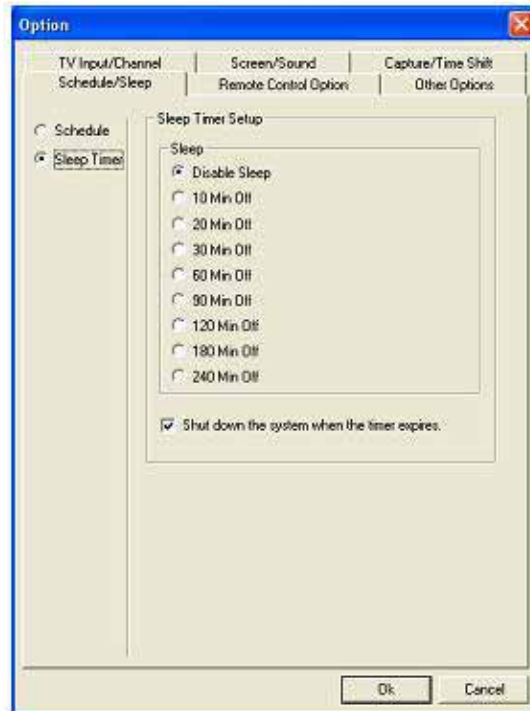 Option
TV Input/Channel
Screen/Sound
Capture/Time Shift
Schedule/Sleep
Remote Control Option
Other Options
Schedule
Sleep Timer
Sleep Timer Setup
Sleep
Disable Sleep
10 Min Off
20 Min Off
30 Min Off
60 Min Off
90 Min Off
120 Min Off
180 Min Off
240 Min Off
Shut down the system when the timer expires.
Ok
Cancel